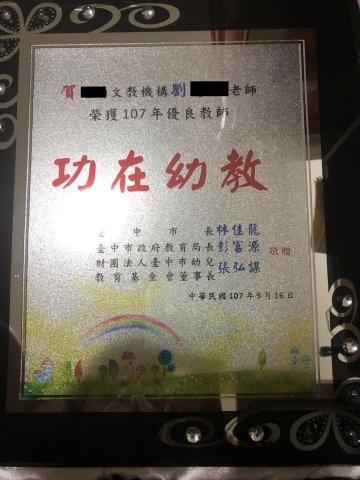 賀 文教機構劉 老師
榮獲107年優良教師
功在幼教
臺中市長林佳龍
臺中市政府教育局長彭富源
財團法人臺中市幼兒
教育基金會董事長張弘謀
敬贈
中華民國107年9月16日